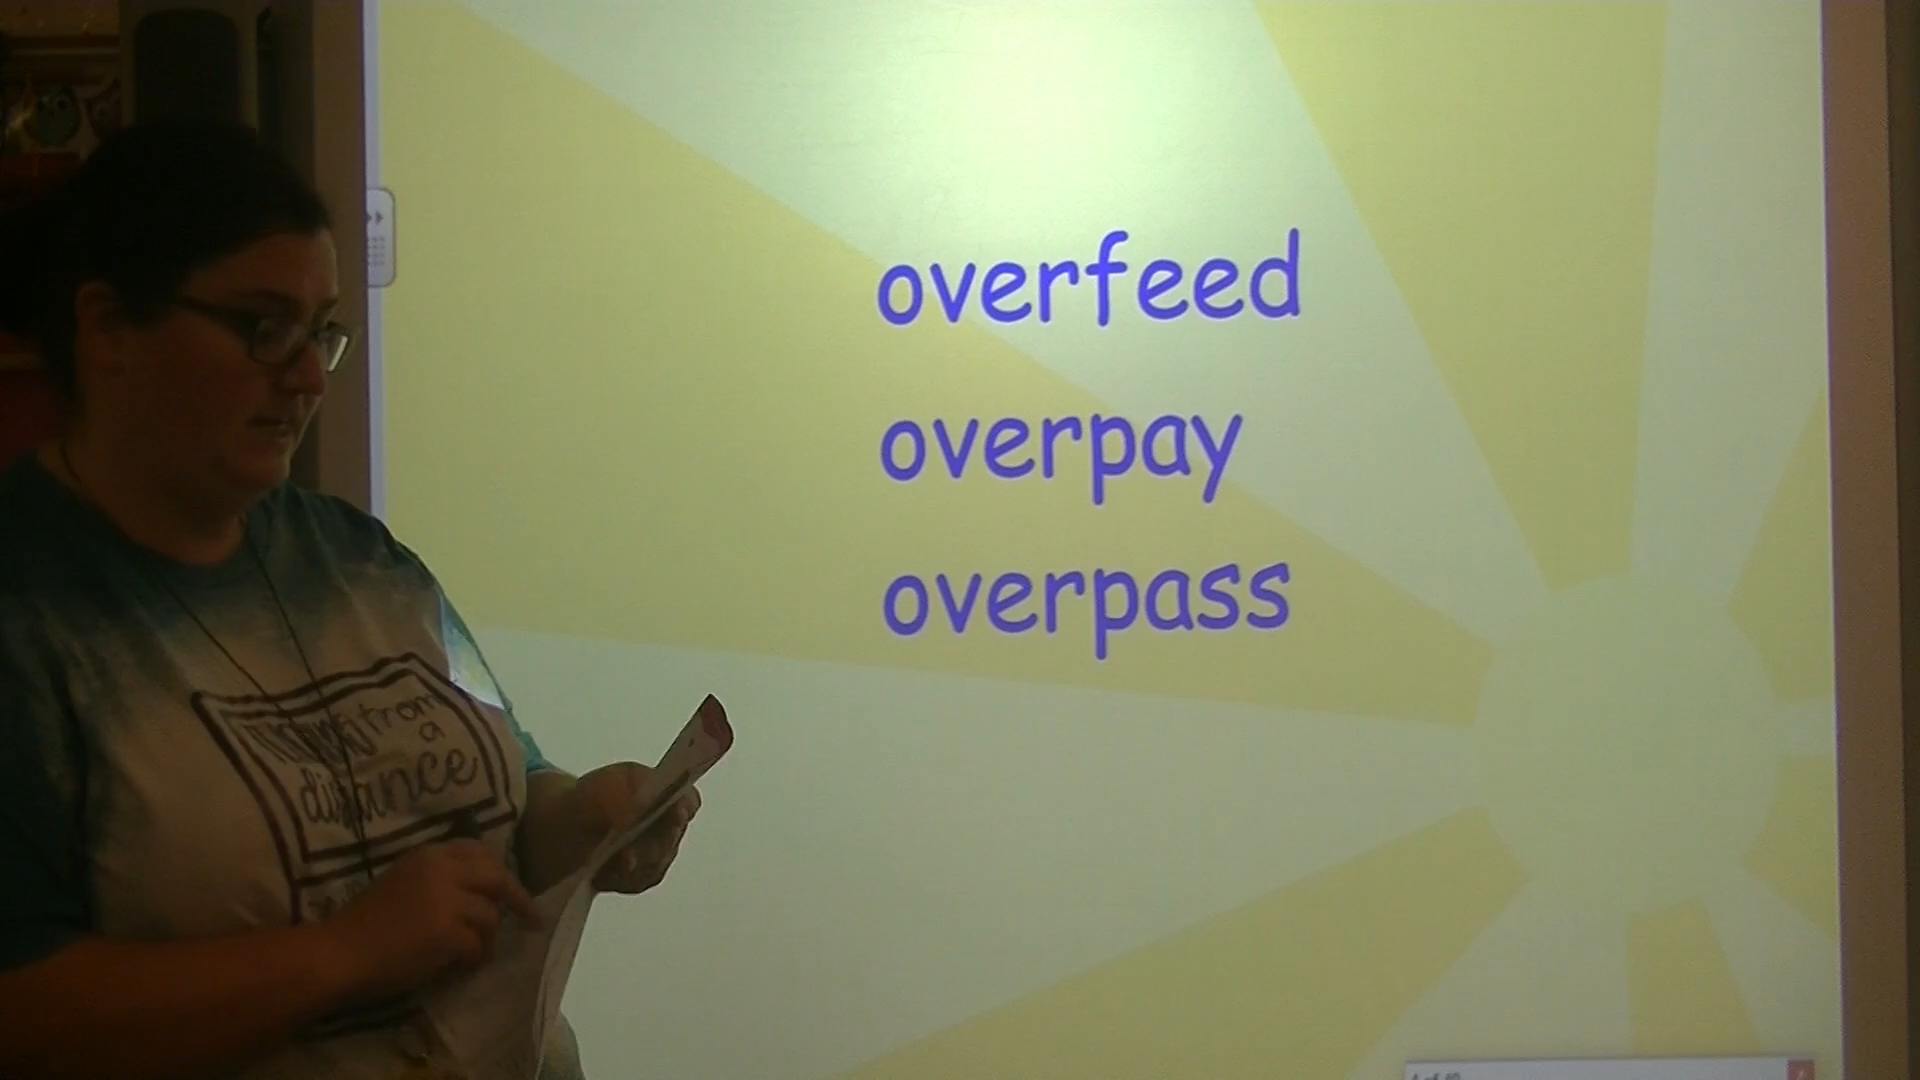 overfeed
overpay
overpass
from
a
distance